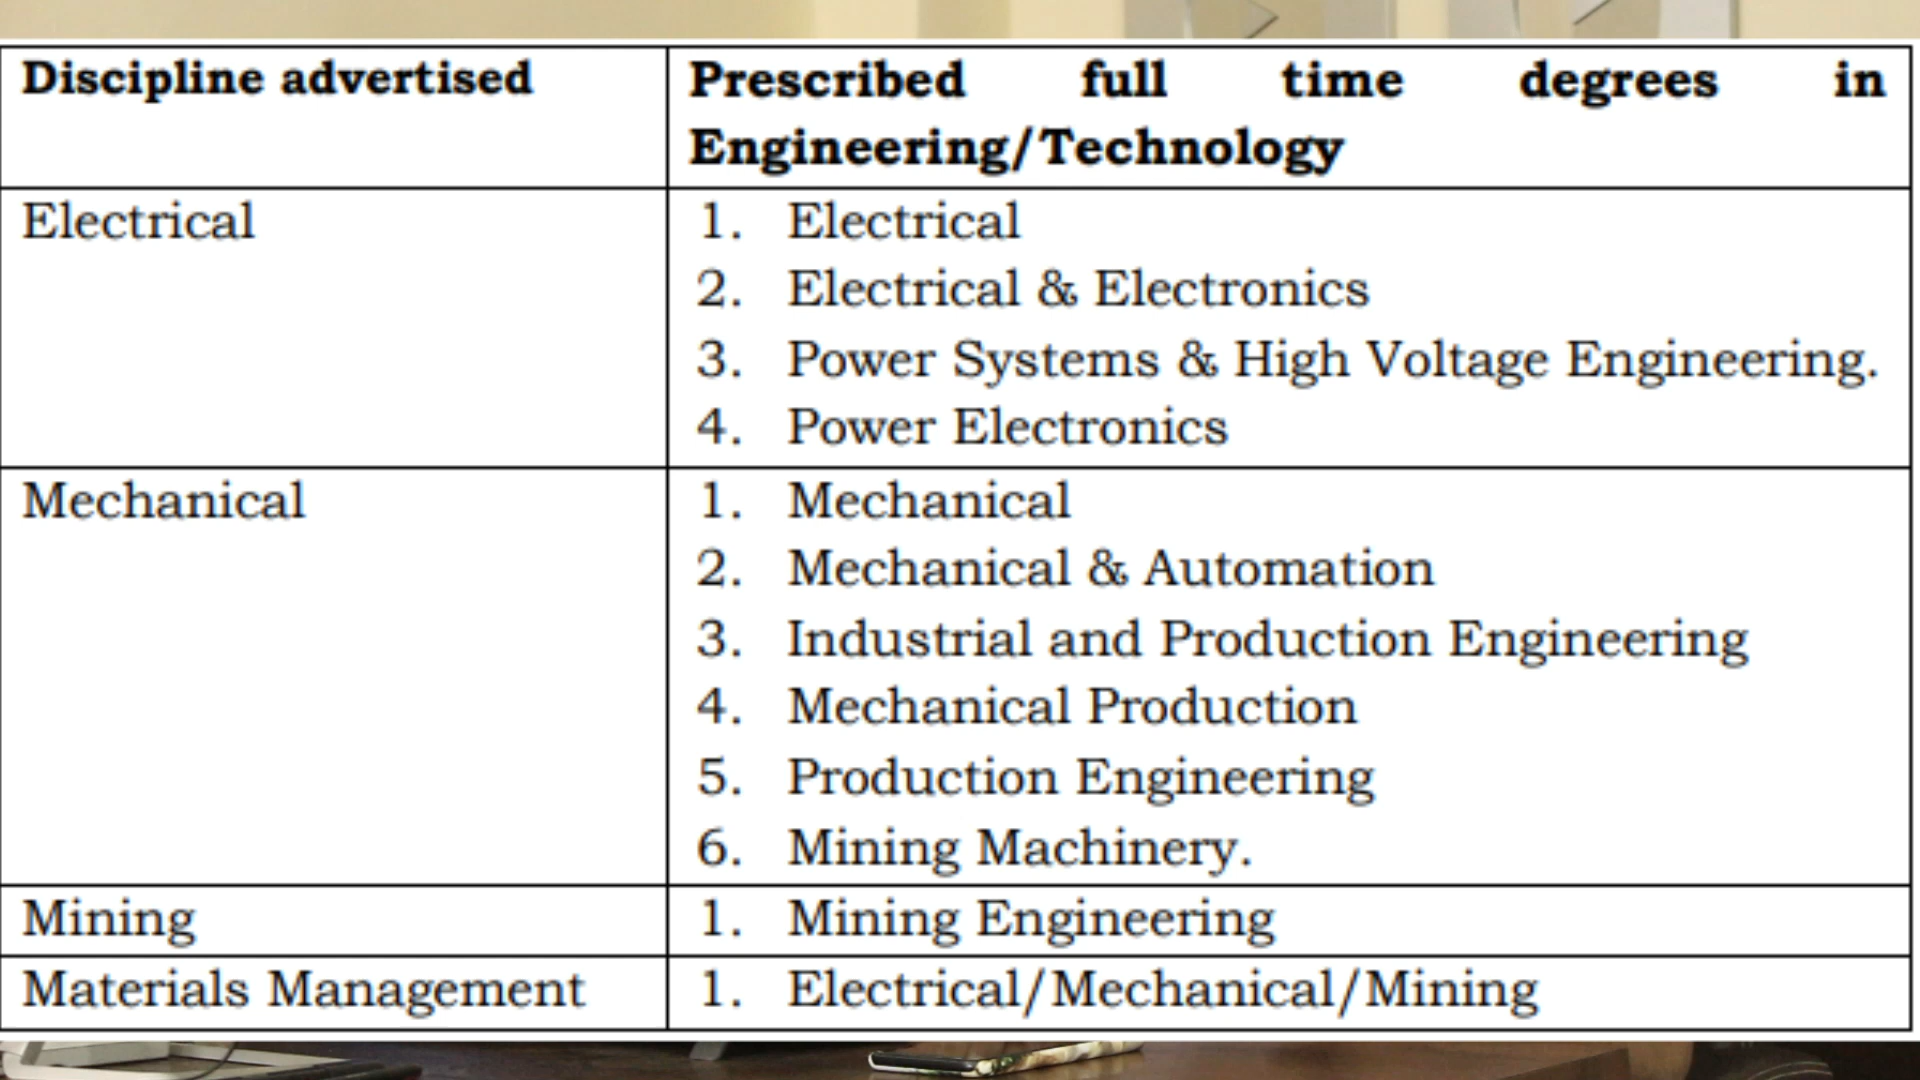 Discipline advertised
Prescribed full time degrees in
Engineering/Technology
Electrical
1. Electrical
2. Electrical & Electronics
3. Power Systems & High Voltage Engineering.
4. Power Electronics
Mechanical
1. Mechanical
2. Mechanical & Automation
3. Industrial and Production Engineering
4. Mechanical Production
5. Production Engineering
6. Mining Machinery.
Mining
1. Mining Engineering
Materials Management
1. Electrical/Mechanical/Mining